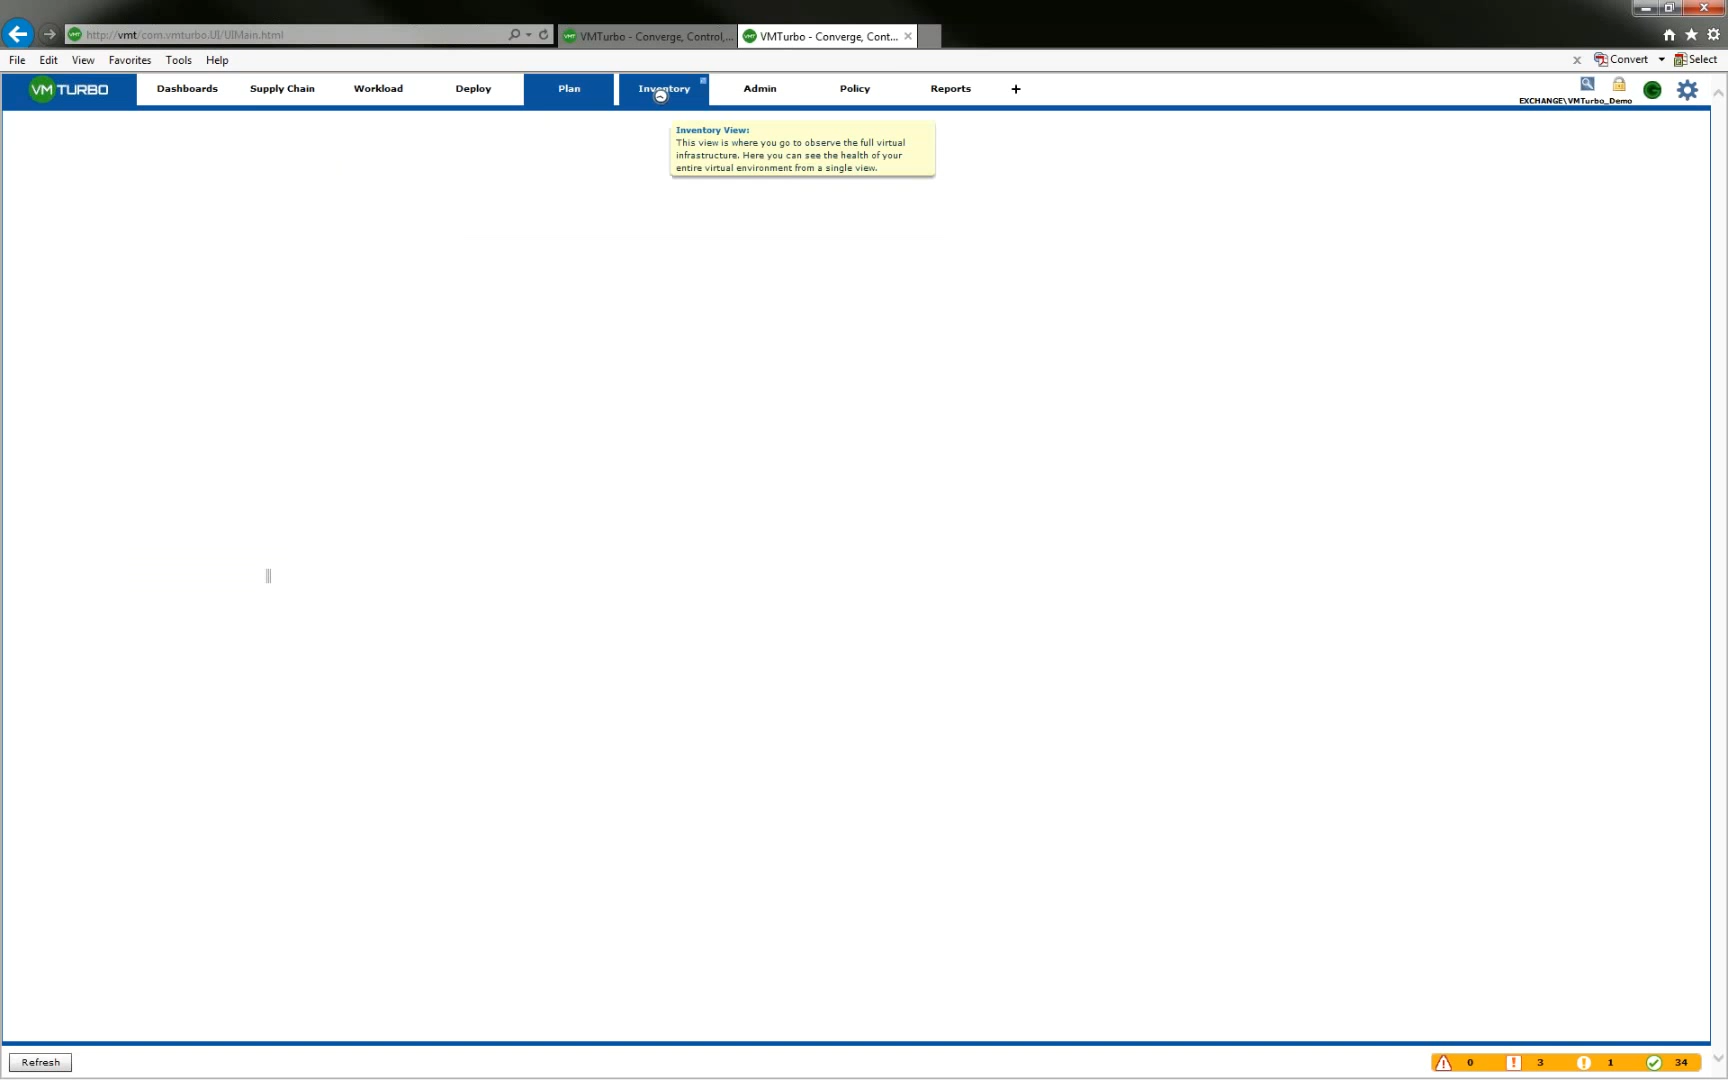 http://vmt/com.vmturbo.UI/UIMain.html
VMTurbo - Converge, Control,...
VMTurbo - Converge, Cont...
File Edit View Favorites Tools Help
x Convert Select
VMTURBO Dashboards Supply Chain Workload Deploy Plan Inventory Admin Policy Reports +
EXCHANGE\VMTurbo_Demo
Inventory View:
This view is where you go to observe the full virtual
infrastructure. Here you can see the health of your
entire virtual environment from a single view.
Refresh
0 3 1 34